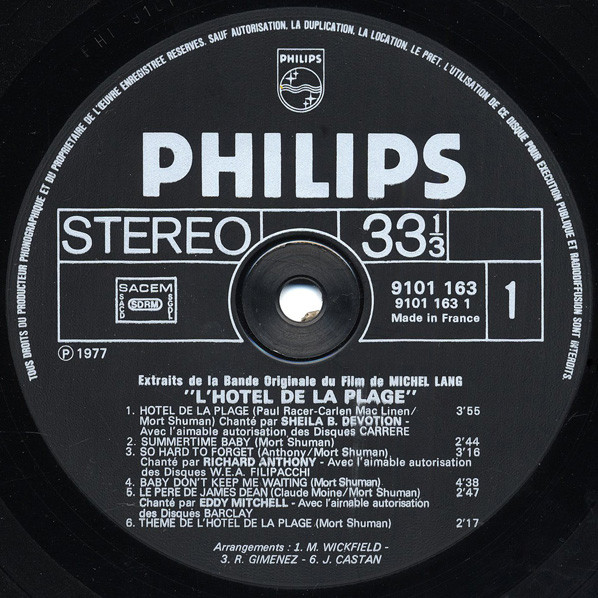 TOUS DROITS DU PRODUCTEUR PHONOGRAPHIQUE ET DU PROPRIETAIRE DE L'ŒUVRE ENREGISTREE RESERVES. SAUF AUTORISATION, LA DUPLICATION, LA LOCATION, LE PRET, L'UTILISATION DE CE DISQUE POUR EXECUTION PUBLIQUE ET RADIODIFFUSION SONT INTERDITS.
PHILIPS
PHILIPS
STEREO 33 1/3
SACEM
SACD SDRM SGDL
9101 163
9101 163 1
Made in France
1
Ⓟ 1977
Extraits de la Bande Originale du Film de MICHEL LANG
"L'HOTEL DE LA PLAGE"
1. HOTEL DE LA PLAGE (Paul Racer-Carlen Mac Linen/ 3'55
Mort Shuman) Chanté par SHEILA B. DEVOTION -
Avec l'aimable autorisation des Disques CARRERE
2. SUMMERTIME BABY (Mort Shuman) 2'44
3. SO HARD TO FORGET (Anthony/Mort Shuman) 3'16
Chanté par RICHARD ANTHONY - Avec l'aimable autorisation
des Disques W.E.A. FILIPACCHI
4. BABY DON'T KEEP ME WAITING (Mort Shuman) 4'38
5. LE PERE DE JAMES DEAN (Claude Moine/Mort Shuman) 2'47
Chanté par EDDY MITCHELL - Avec l'aimable autorisation
des Disques BARCLAY
6. THEME DE L'HOTEL DE LA PLAGE (Mort Shuman) 2'17
Arrangements : 1. M. WICKFIELD -
3. R. GIMENEZ - 6. J. CASTAN